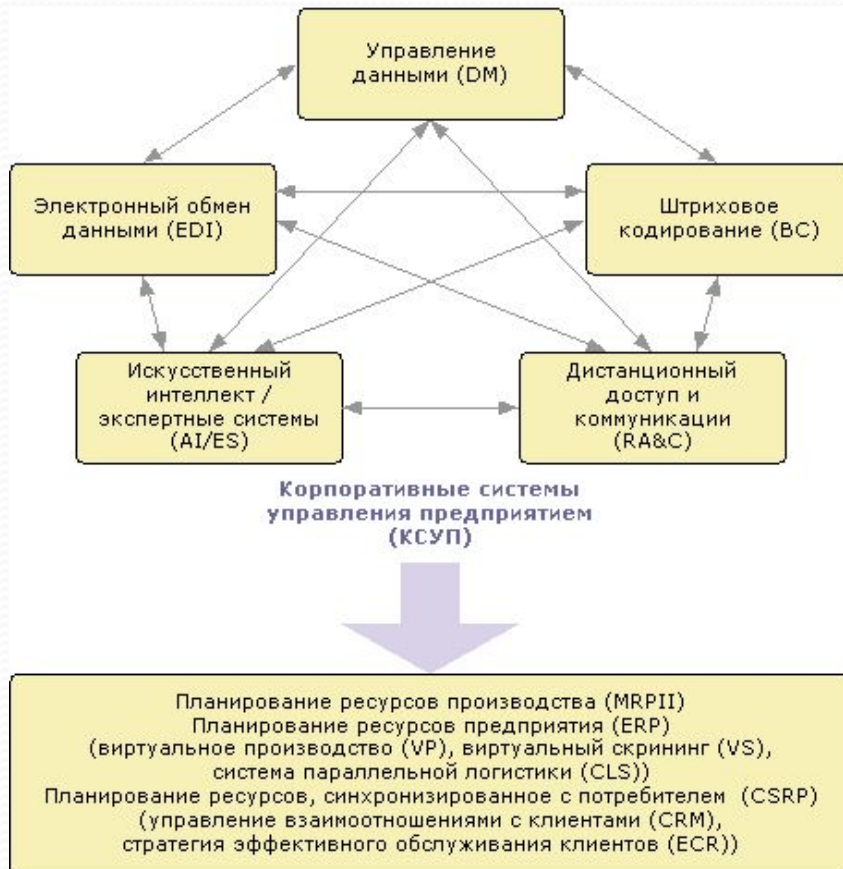 Управление
данными (DM)
Электронный обмен
данными (EDI)
Штриховое
кодирование (BC)
Искусственный
интеллект /
экспертные системы
(AI/ES)
Дистанционный
доступ и
коммуникации
(RA&C)
Корпоративные системы
управления предприятием
(КСУП)
Планирование ресурсов производства (MRPII)
Планирование ресурсов предприятия (ERP)
(виртуальное производство (VP), виртуальный скрининг (VS),
система параллельной логистики (CLS))
Планирование ресурсов, синхронизированное с потребителем (CSRP)
(управление взаимоотношениями с клиентами (CRM),
стратегия эффективного обслуживания клиентов (ECR))